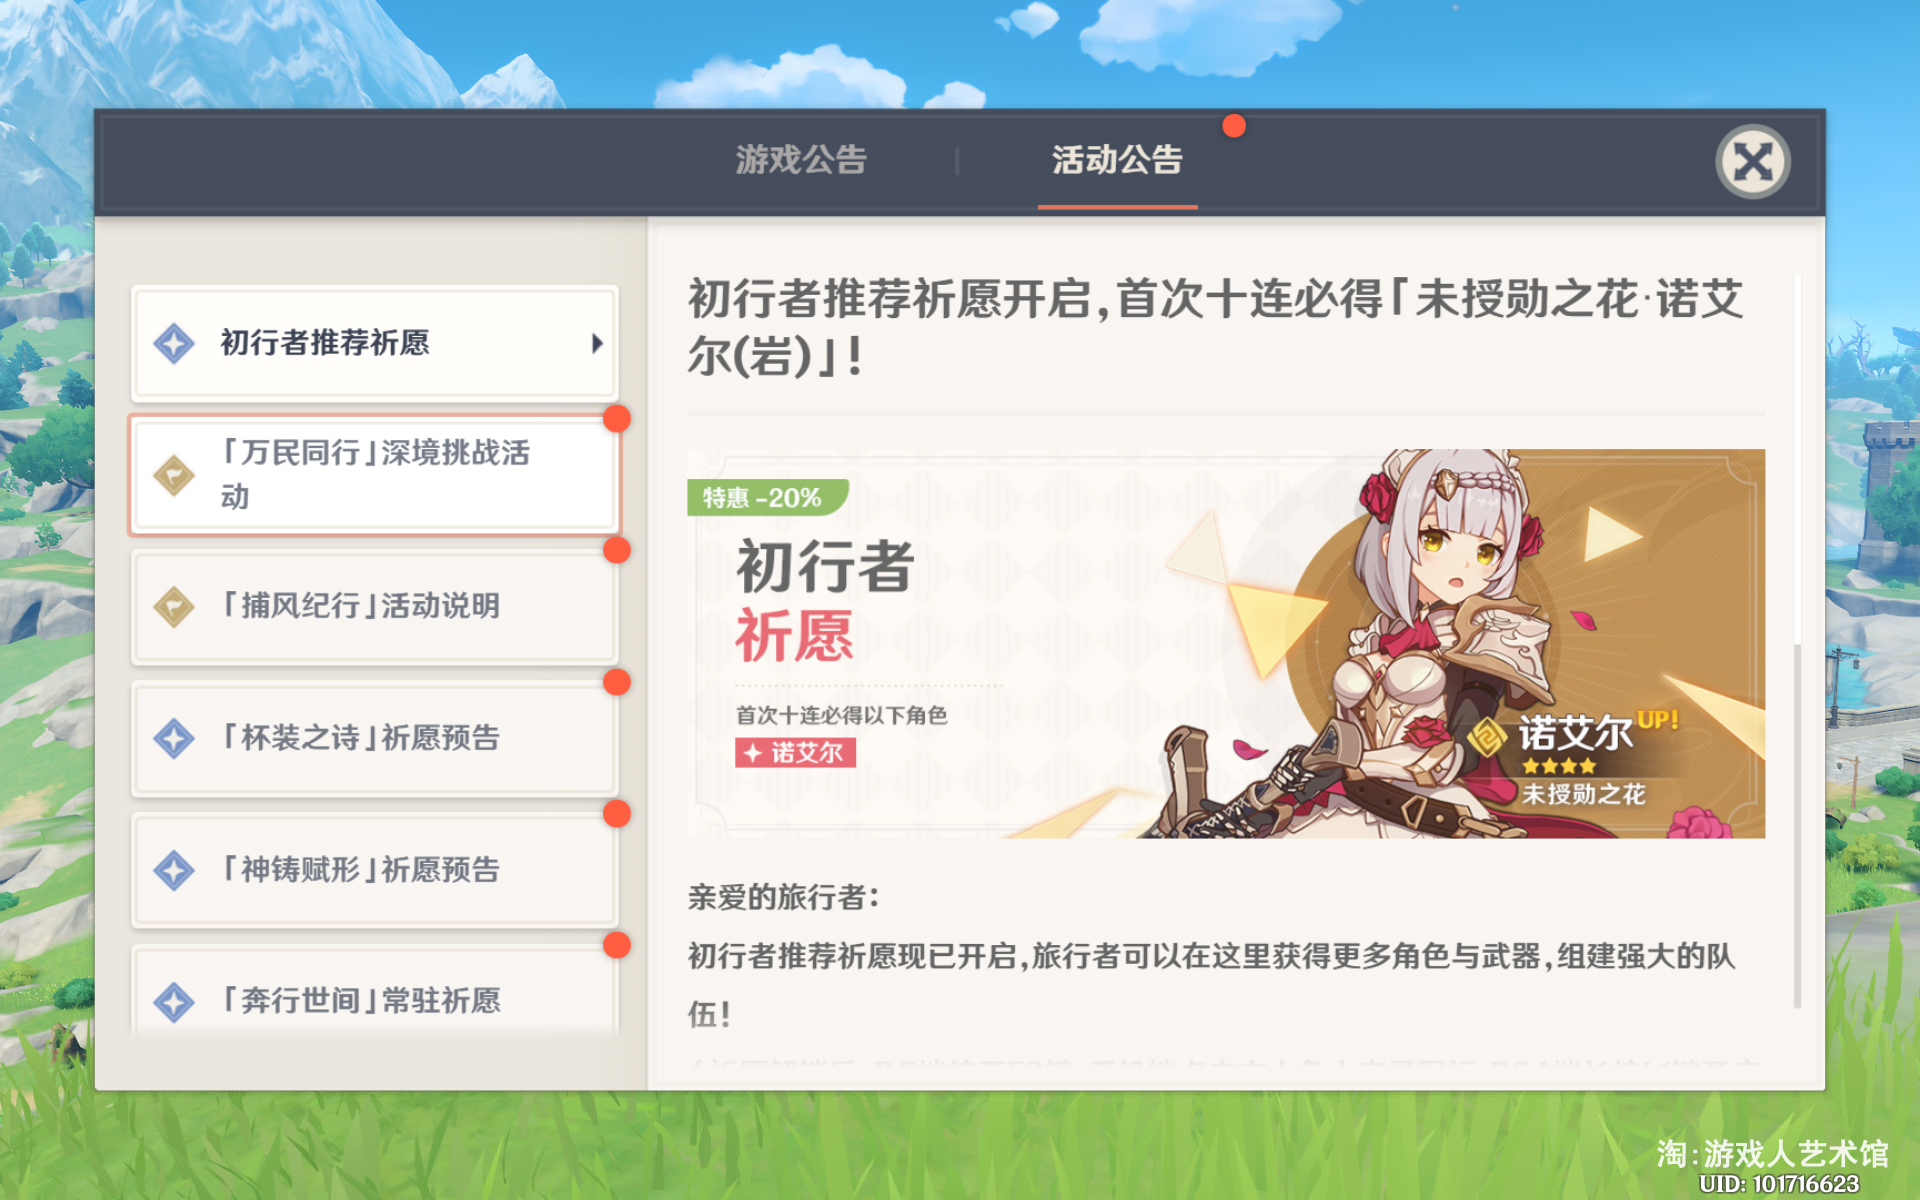 游戏公告
活动公告
初行者推荐祈愿
「万民同行」深境挑战活
动
「捕风纪行」活动说明
「杯装之诗」祈愿预告
「神铸赋形」祈愿预告
「奔行世间」常驻祈愿
初行者推荐祈愿开启,首次十连必得「未授勋之花·诺艾
尔(岩)」!
特惠 -20%
初行者
祈愿
首次十连必得以下角色
诺艾尔
诺艾尔 UP!
未授勋之花
亲爱的旅行者:
初行者推荐祈愿现已开启,旅行者可以在这里获得更多角色与武器,组建强大的队
伍!
淘:游戏人艺术馆
UID: 101716623